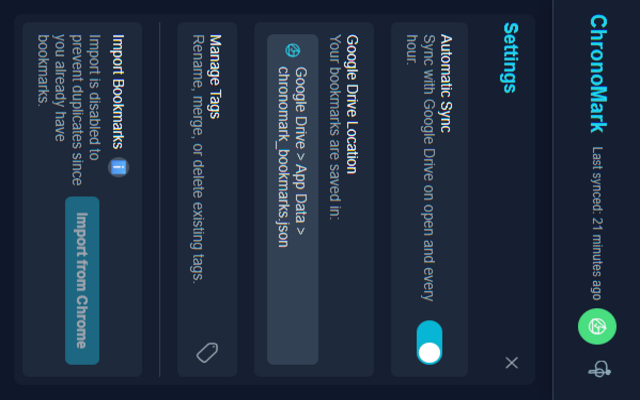 ChronoMark
Last synced: 21 minutes ago
Settings
Automatic Sync
Sync with Google Drive on open and every
hour.
Google Drive Location
Your bookmarks are saved in:
Google Drive > App Data >
chronomark_bookmarks.json
Manage Tags
Rename, merge, or delete existing tags.
Import Bookmarks
Import is disabled to
prevent duplicates since
you already have
bookmarks.
Import from Chrome